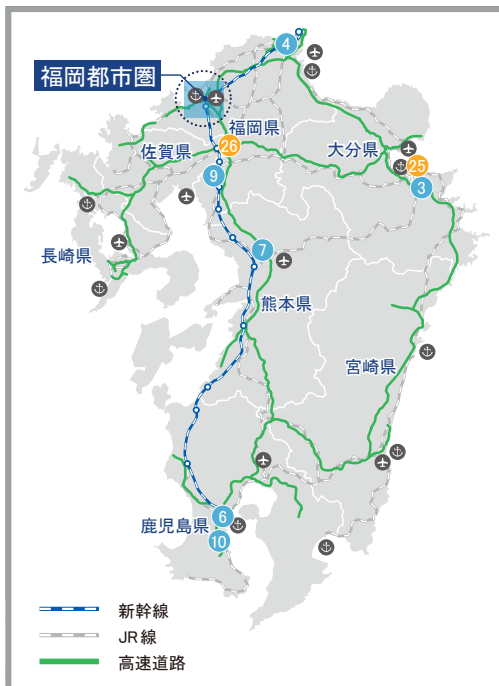 4
福岡都市圏
福岡県
26
佐賀県
大分県
25
9
3
7
長崎県
熊本県
宮崎県
6
鹿児島県
10
新幹線
JR線
高速道路